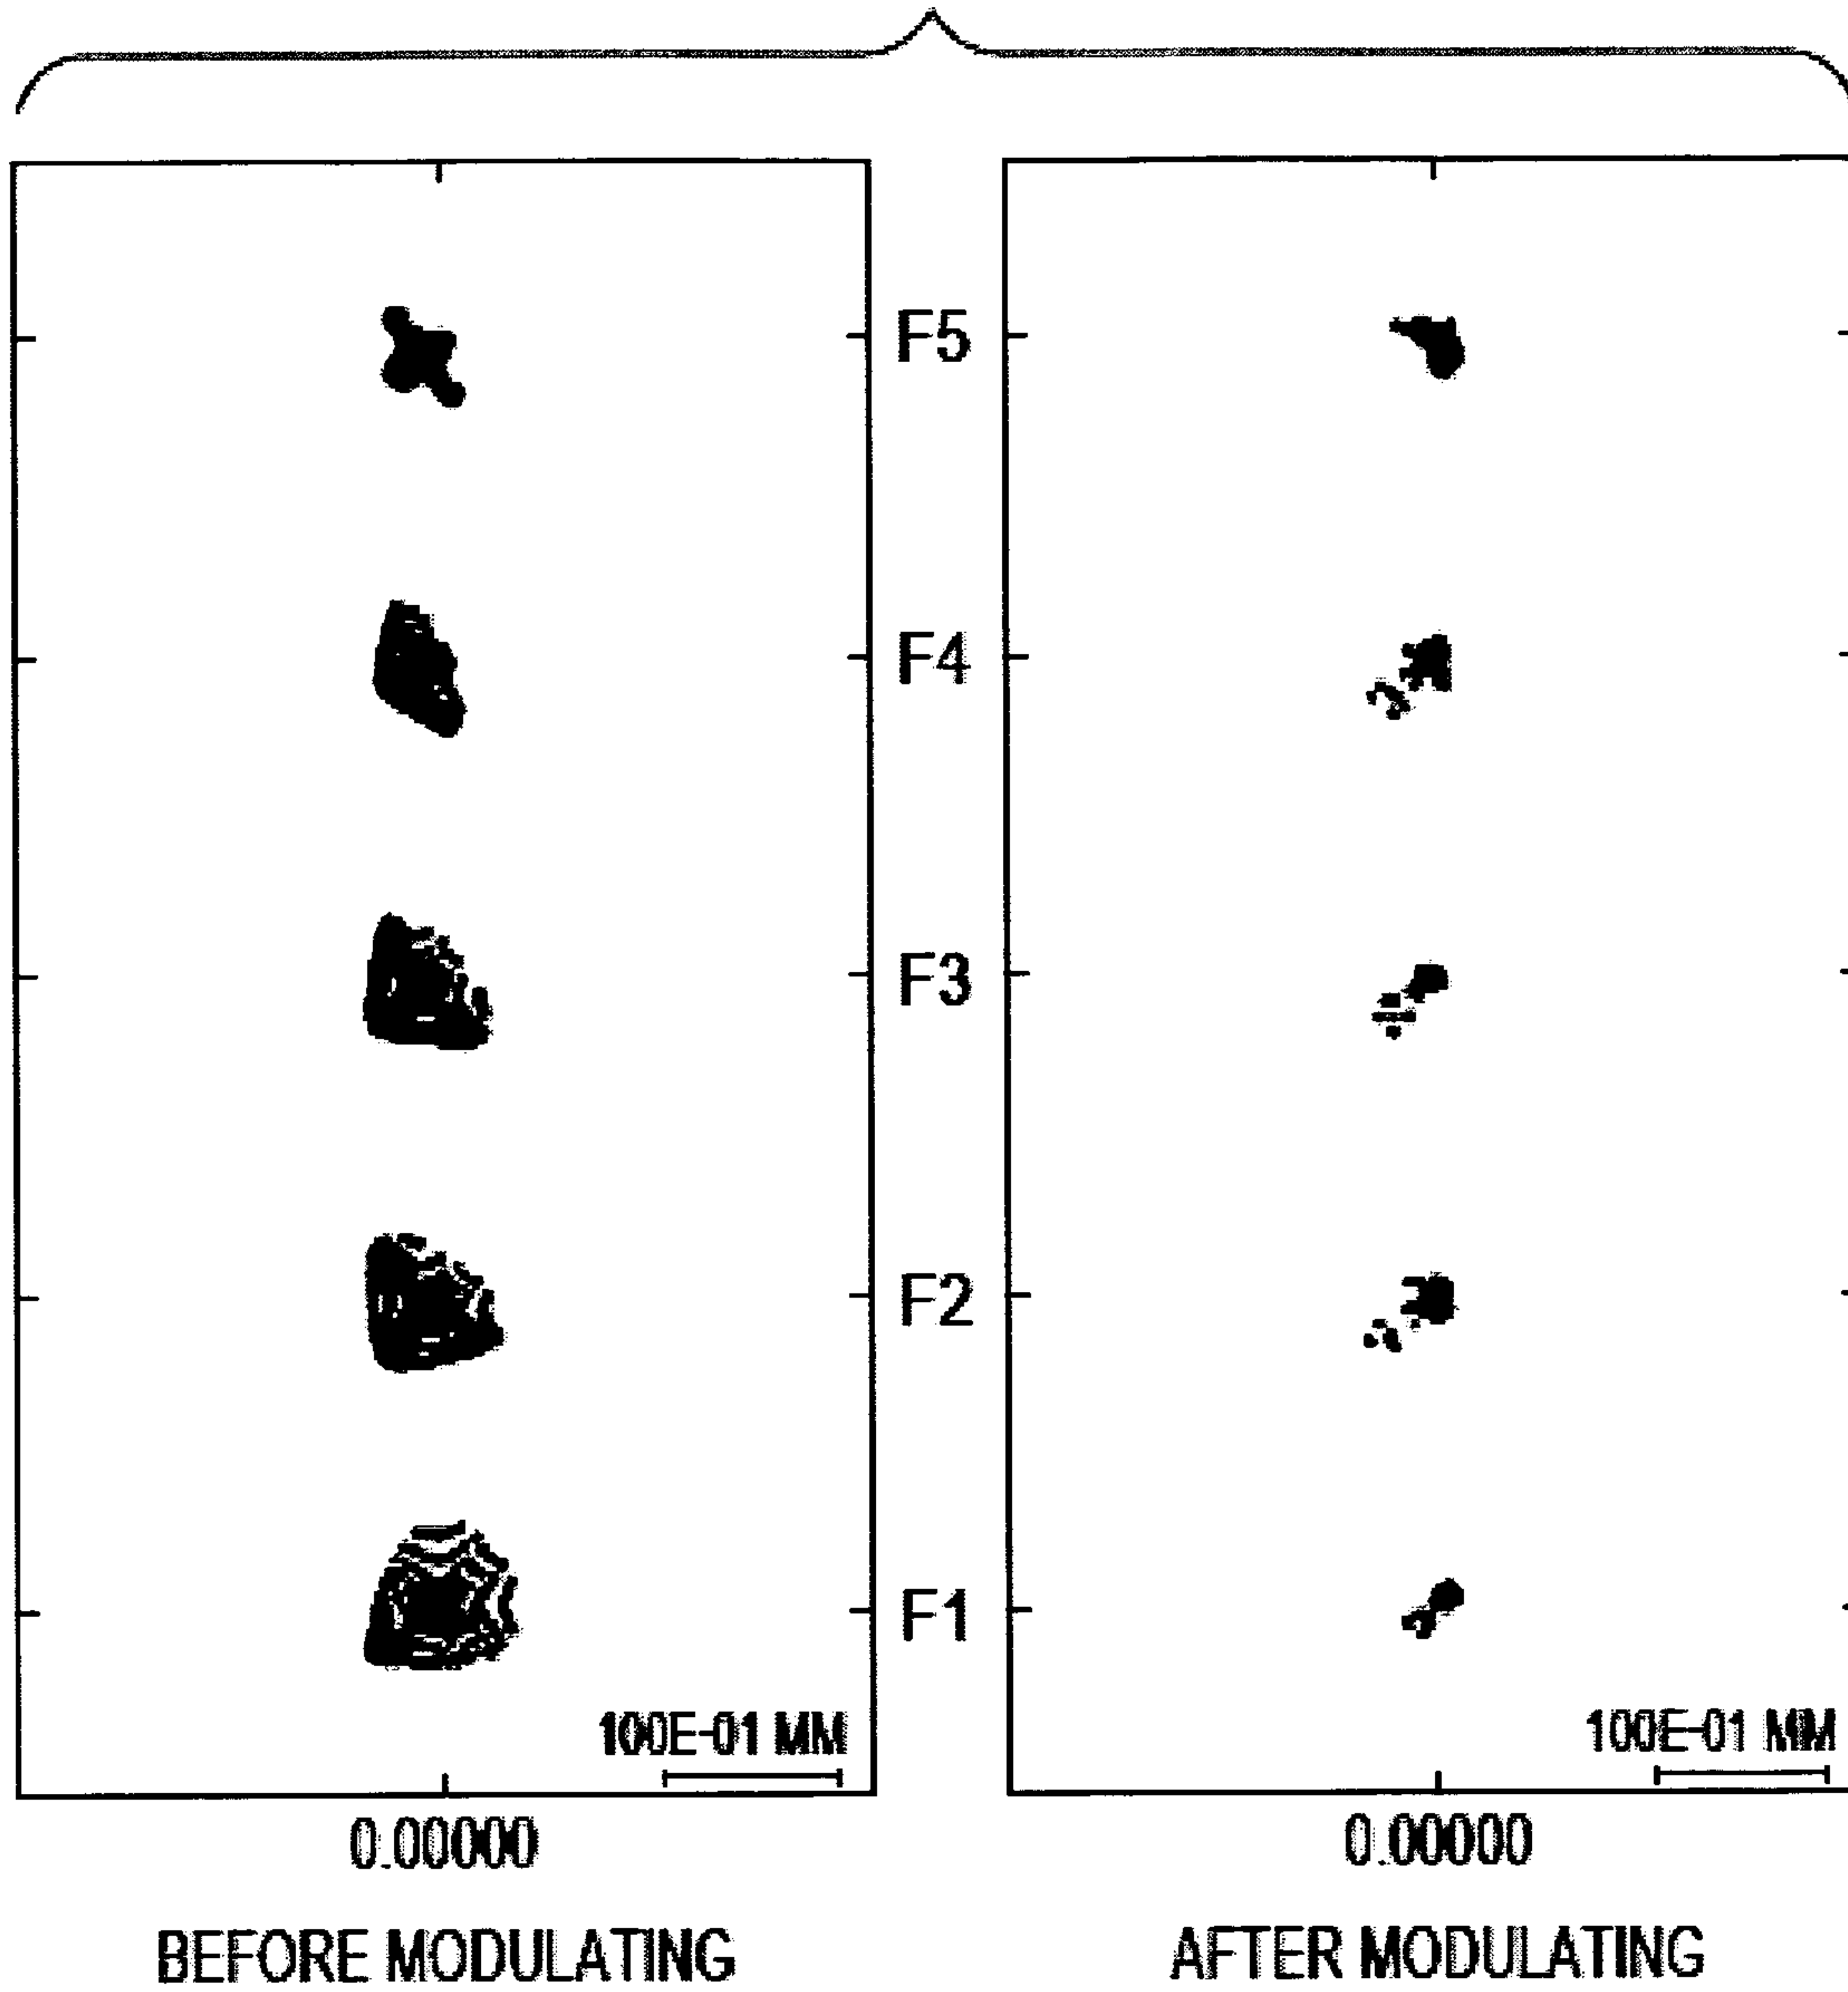 F5
F4
F3
F2
F1
100E-01 MM
100E-01 MM
0.00000
0.00000
BEFORE MODULATING
AFTER MODULATING